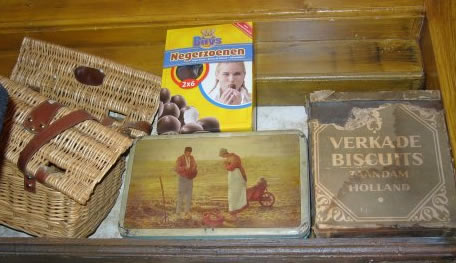 Buys
Negerzoenen
2x6
VERKADE
BISCUITS
ZAANDAM
HOLLAND